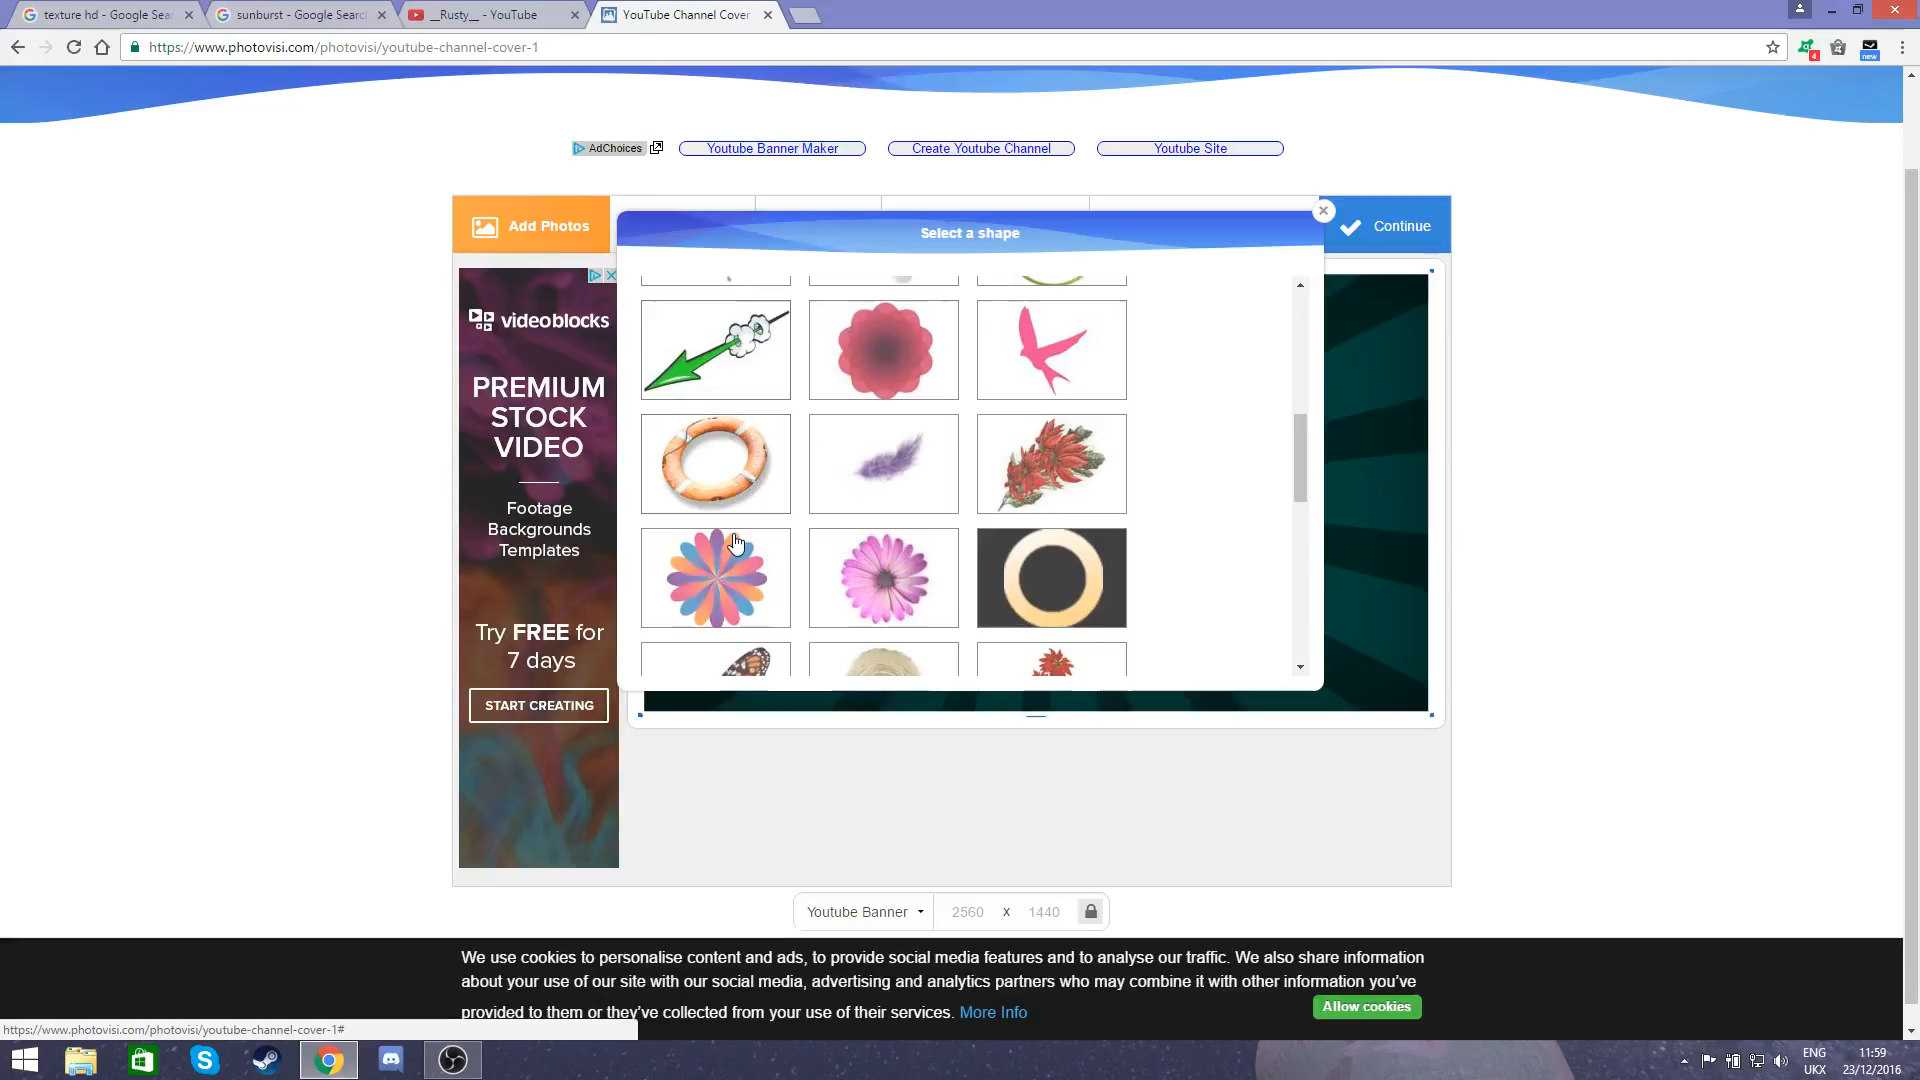 texture hd - Google Sear
sunburst - Google Search
__Rusty__ - YouTube
YouTube Channel Cover
https://www.photovisi.com/photovisi/youtube-channel-cover-1
4
new
AdChoices
Youtube Banner Maker
Create Youtube Channel
Youtube Site
Add Photos
Select a shape
Continue
videoblocks
PREMIUM
STOCK
VIDEO
Footage
Backgrounds
Templates
Try FREE for
7 days
START CREATING
Youtube Banner
2560 x 1440
We use cookies to personalise content and ads, to provide social media features and to analyse our traffic. We also share information
about your use of our site with our social media, advertising and analytics partners who may combine it with other information you've
provided to them or they've collected from your use of their services. More Info
Allow cookies
https://www.photovisi.com/photovisi/youtube-channel-cover-1#
ENG
UKX
11:59
23/12/2016